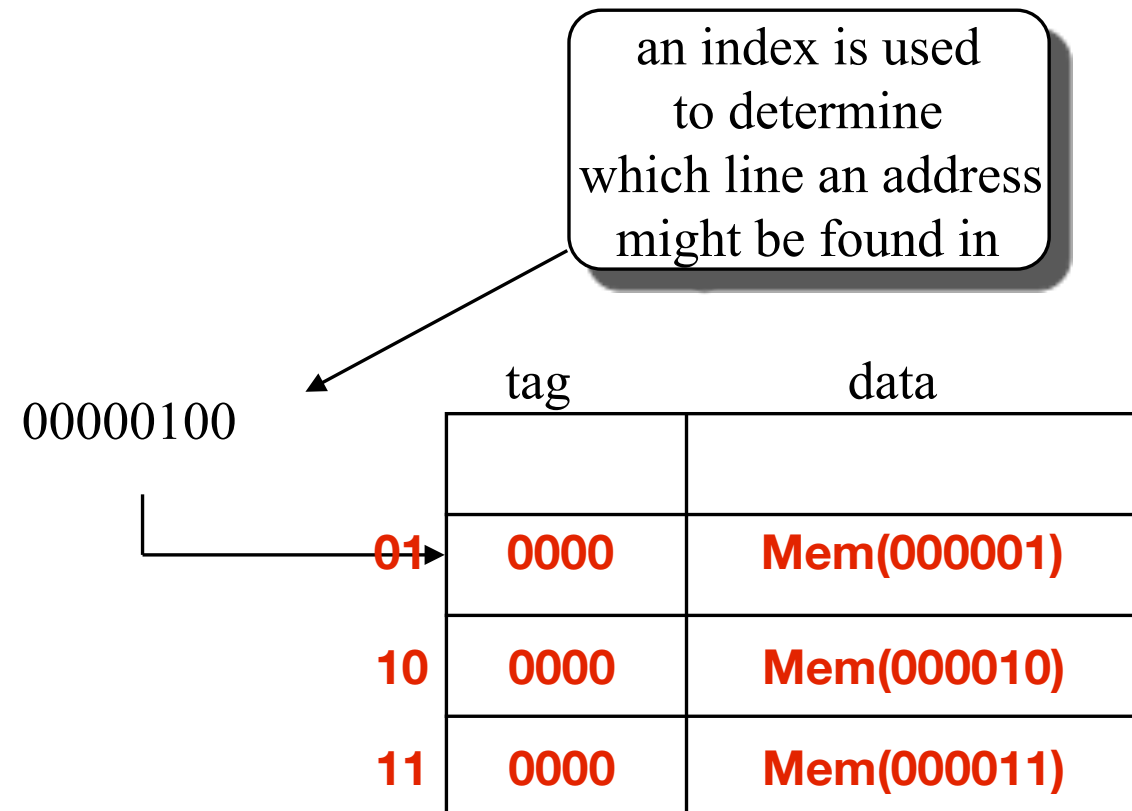 an index is used
to determine
which line an address
might be found in
tag data
00000100
01 0000 Mem(000001)
10 0000 Mem(000010)
11 0000 Mem(000011)